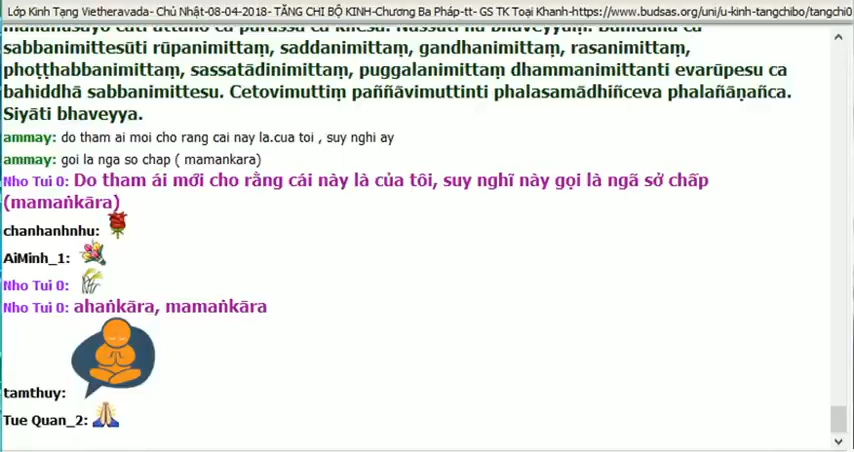 Lớp Kinh Tạng Vietheravada- Chủ Nhật-08-04-2018- TĂNG CHI BỘ KINH-Chương Ba Pháp-tt- GS TK Toại Khanh-https://www.budsas.org/uni/u-kinh-tangchibo/tangchi0
sabbanimittesūti rūpanimittaṃ, saddanimittaṃ, gandhanimittaṃ, rasanimittaṃ,
phoṭṭhabbanimittaṃ, sassatādinimittaṃ, puggalanimittaṃ dhammanimittanti evarūpesu ca
bahiddhā sabbanimittesu. Cetovimuttiṃ paññāvimuttinti phalasamādhiñceva phalañāṇañca.
Siyāti bhaveyya.
ammay: do tham ai moi cho rang cai nay la.cua toi , suy nghi ay
ammay: goi la nga so chap ( mamankara)
Nho Tui 0: Do tham ái mới cho rằng cái này là của tôi, suy nghĩ này gọi là ngã sở chấp
(mamaṅkāra)
chanhanhnhu:
AiMinh_1:
Nho Tui 0:
Nho Tui 0: ahaṅkāra, mamaṅkāra
tamthuy:
Tue Quan_2: